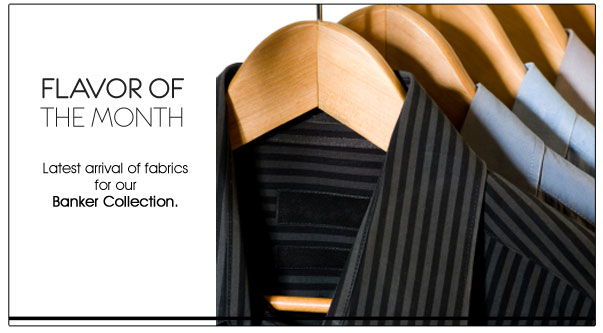 FLAVOR OF
THE MONTH
Latest arrival of fabrics
for our
Banker Collection.